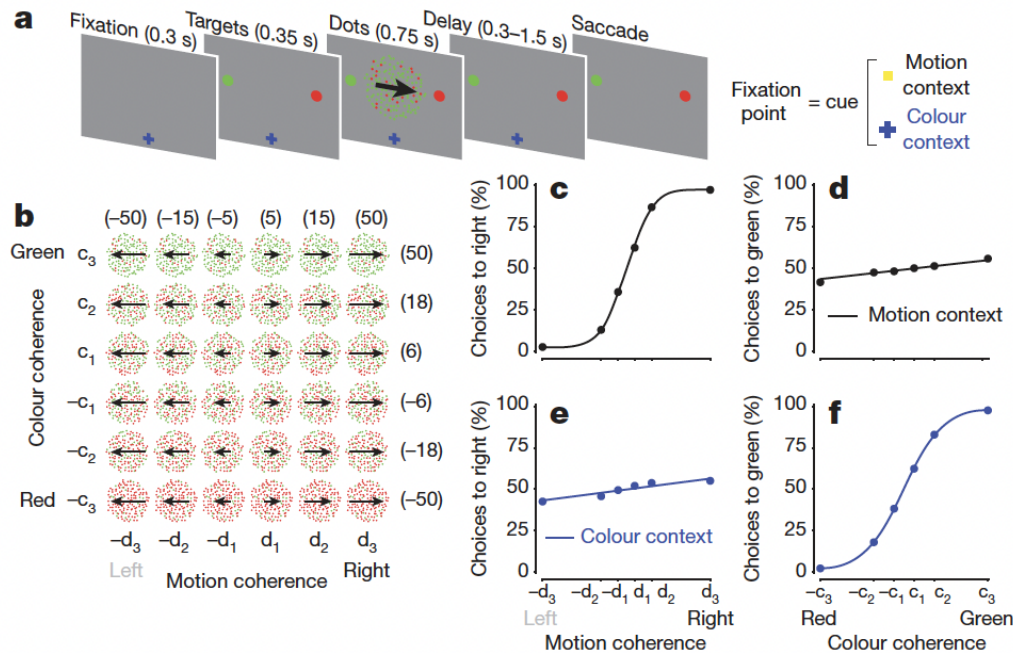 a
Fixation (0.3 s)
Targets (0.35 s)
Dots (0.75 s)
Delay (0.3–1.5 s)
Saccade
Fixation point = cue
Motion context
Colour context
b
(–50) (–15) (–5) (5) (15) (50)
Green c3 (50)
c2 (18)
c1 (6)
–c1 (–6)
–c2 (–18)
Red –c3 (–50)
Colour coherence
–d3 –d2 –d1 d1 d2 d3
Left Motion coherence Right
c
Choices to right (%)
100
75
50
25
0
d
Choices to green (%)
100
75
50
25
0
Motion context
e
Choices to right (%)
100
75
50
25
0
Colour context
–d3 –d2 –d1 d1 d2 d3
Left Right
Motion coherence
f
Choices to green (%)
100
75
50
25
0
–c3 –c2 –c1 c1 c2 c3
Red Green
Colour coherence